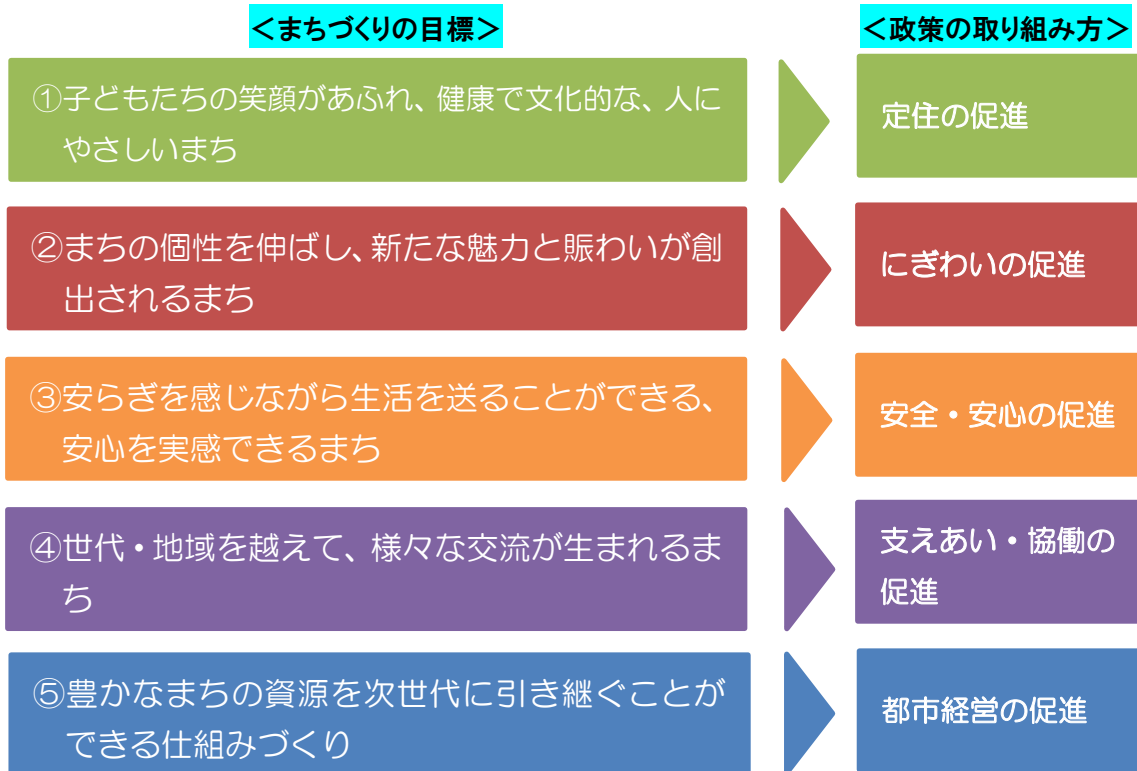 ＜まちづくりの目標＞
＜政策の取り組み方＞
①子どもたちの笑顔があふれ、健康で文化的な、人に
やさしいまち
定住の促進
②まちの個性を伸ばし、新たな魅力と賑わいが創
出されるまち
にぎわいの促進
③安らぎを感じながら生活を送ることができる、
安心を実感できるまち
安全・安心の促進
④世代・地域を越えて、様々な交流が生まれるま
ち
支えあい・協働の
促進
⑤豊かなまちの資源を次世代に引き継ぐことが
できる仕組みづくり
都市経営の促進